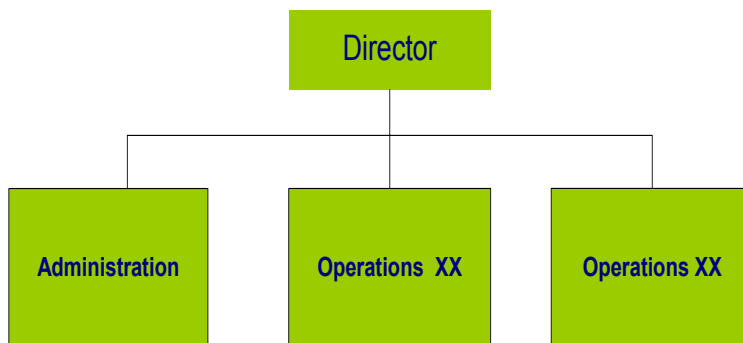 Director
Administration
Operations  XX
Operations XX